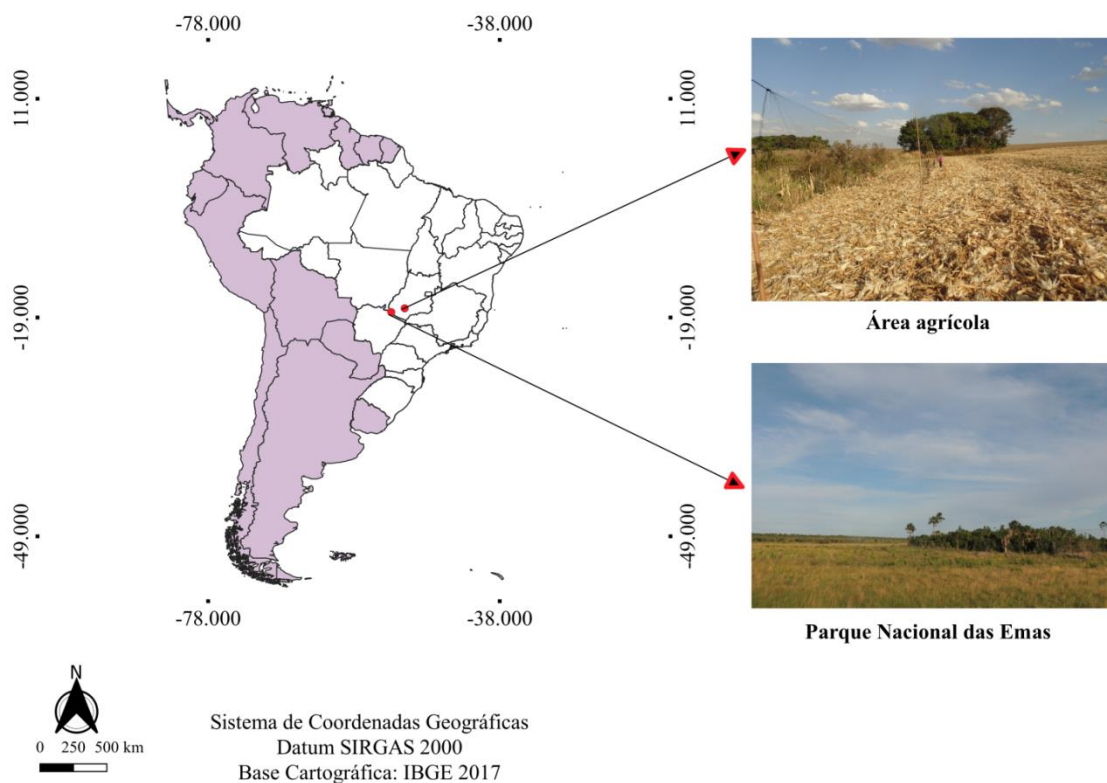 -78.000
-38.000
11.000
11.000
-19.000
-19.000
-49.000
-49.000
-78.000
-38.000
Área agrícola
Parque Nacional das Emas
N
0 250 500 km
Sistema de Coordenadas Geográficas
Datum SIRGAS 2000
Base Cartográfica: IBGE 2017